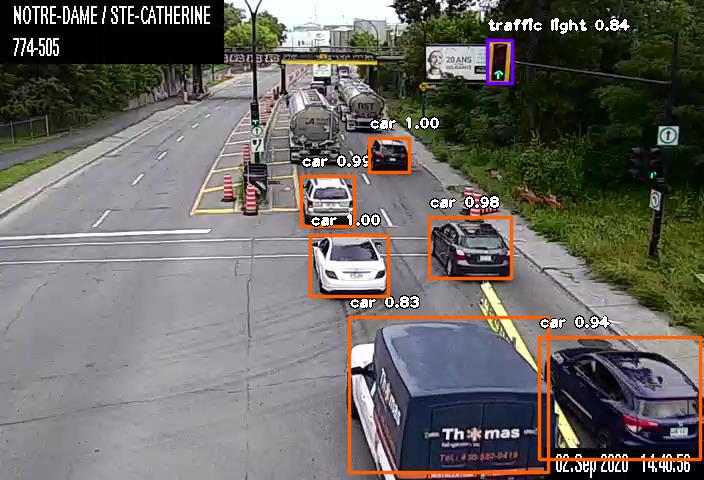 NOTRE-DAME / STE-CATHERINE
774-505
traffic light 0.84
20 ANS
car 1.00
car 0.99
car 0.98
car 1.00
car 0.83
car 0.94
Thomas
02.Sep 2020 14:40:56